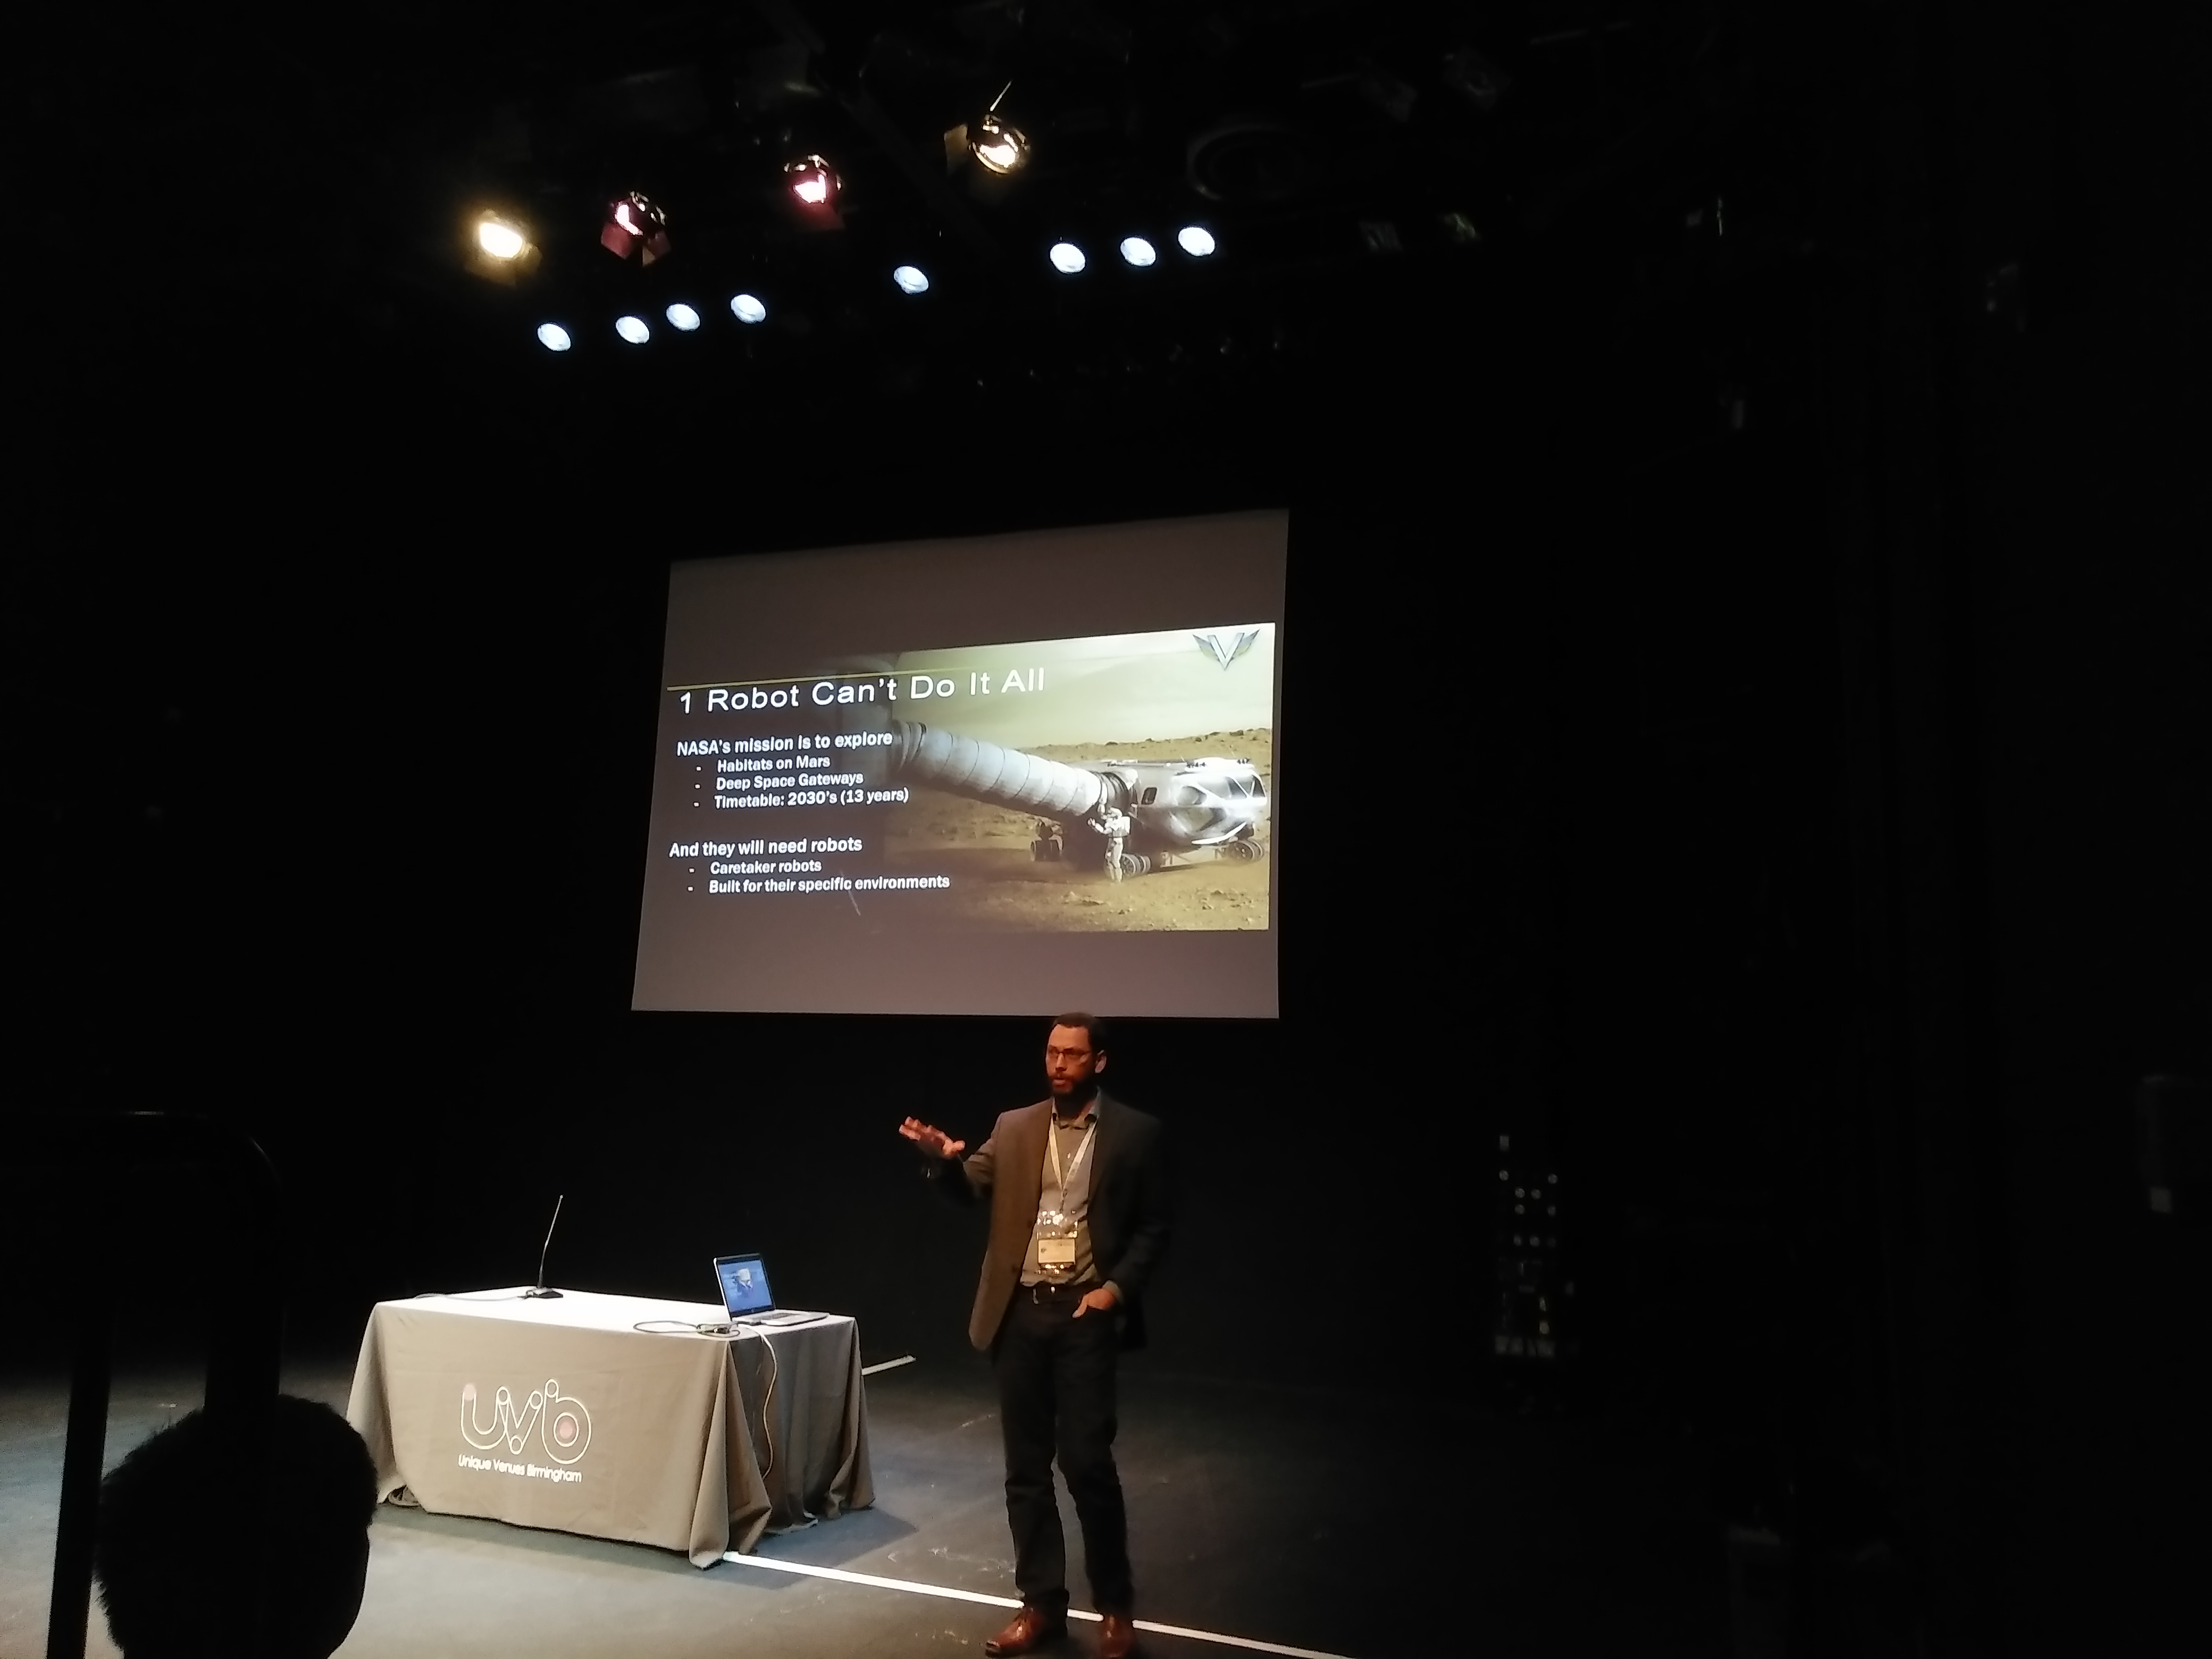 1 Robot Can't Do It All
NASA's mission is to explore
- Habitats on Mars
- Deep Space Gateways
- Timetable: 2030's (13 years)
And they will need robots
- Caretaker robots
- Built for their specific environments
uvb
Unique Venues Birmingham